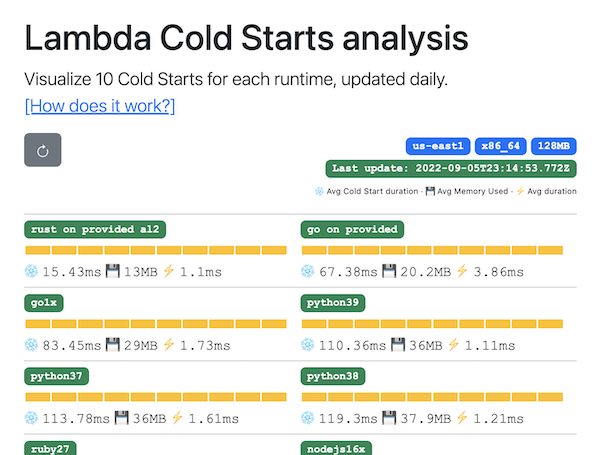 Lambda Cold Starts analysis
Visualize 10 Cold Starts for each runtime, updated daily.
[How does it work?]
us-east1 x86_64 128MB
Last update: 2022-09-05T23:14:53.772Z
Avg Cold Start duration · Avg Memory Used · Avg duration
rust on provided al2
15.43ms 13MB 1.1ms
go on provided
67.38ms 20.2MB 3.86ms
go1x
83.45ms 29MB 1.73ms
python39
110.36ms 36MB 1.11ms
python37
113.78ms 36MB 1.61ms
python38
119.3ms 37.9MB 1.21ms
ruby27
nodejs16x